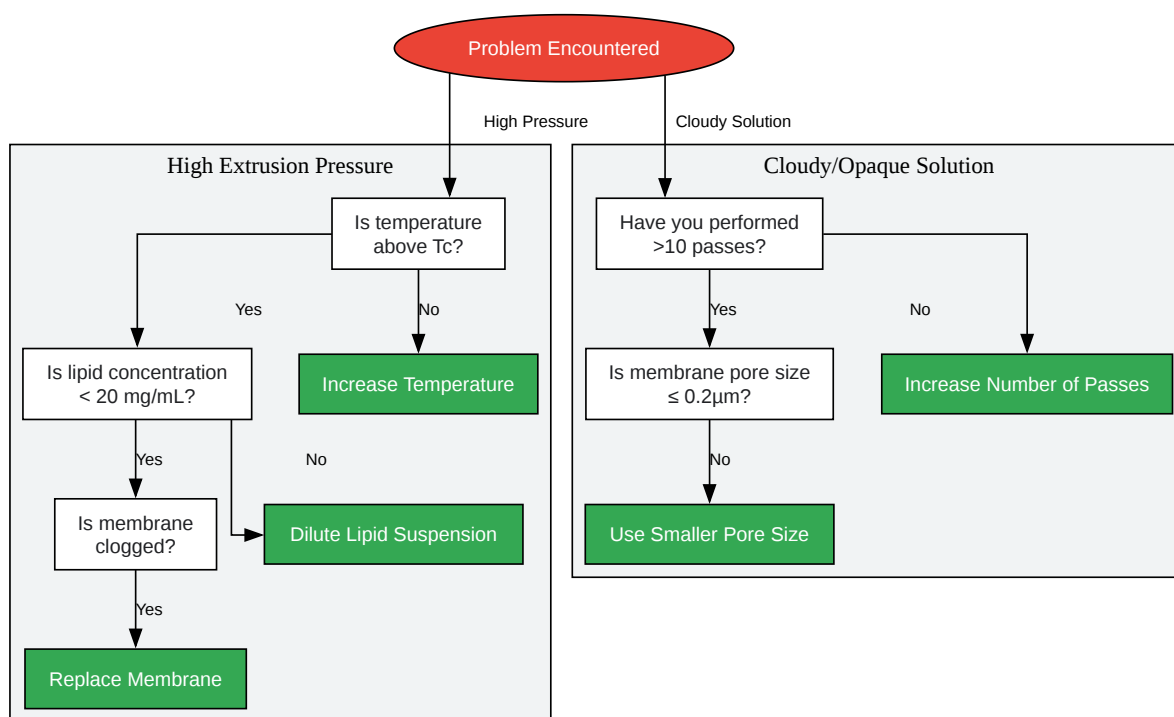 Problem Encountered
High Pressure
Cloudy Solution
High Extrusion Pressure
Is temperature
above Tc?
Yes
No
Is lipid concentration
< 20 mg/mL?
Increase Temperature
Yes
No
Is membrane
clogged?
Dilute Lipid Suspension
Yes
Replace Membrane
Cloudy/Opaque Solution
Have you performed
>10 passes?
Yes
No
Is membrane pore size
≤ 0.2µm?
Increase Number of Passes
No
Use Smaller Pore Size